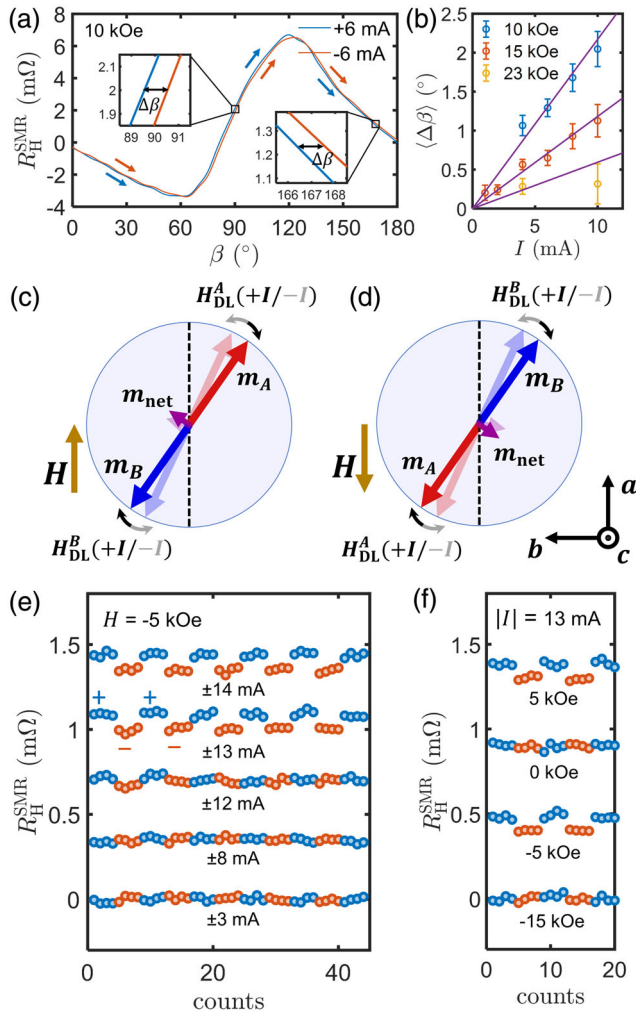 (a)
10 kOe
+6 mA
-6 mA
R_H^SMR (mΩ)
8
6
4
2
0
-2
-4
0 30 60 90 120 150 180
β (°)
2.1
2
1.9
Δβ
89 90 91
1.3
1.2
1.1
Δβ
166 167 168
(b)
10 kOe
15 kOe
23 kOe
⟨Δβ⟩ (°)
2.5
2
1.5
1
0.5
0
0 5 10
I (mA)
(c)
H_DL^A(+I/−I)
m_A
m_net
m_B
H
H_DL^B(+I/−I)
(d)
H_DL^B(+I/−I)
m_B
m_net
m_A
H
H_DL^A(+I/−I)
a
b
c
(e)
H = -5 kOe
R_H^SMR (mΩ)
1.5
1
0.5
0
±14 mA
+ +
− −
±13 mA
±12 mA
±8 mA
±3 mA
0 20 40
counts
(f)
|I| = 13 mA
R_H^SMR (mΩ)
1.5
1
0.5
0
5 kOe
0 kOe
-5 kOe
-15 kOe
0 10 20
counts